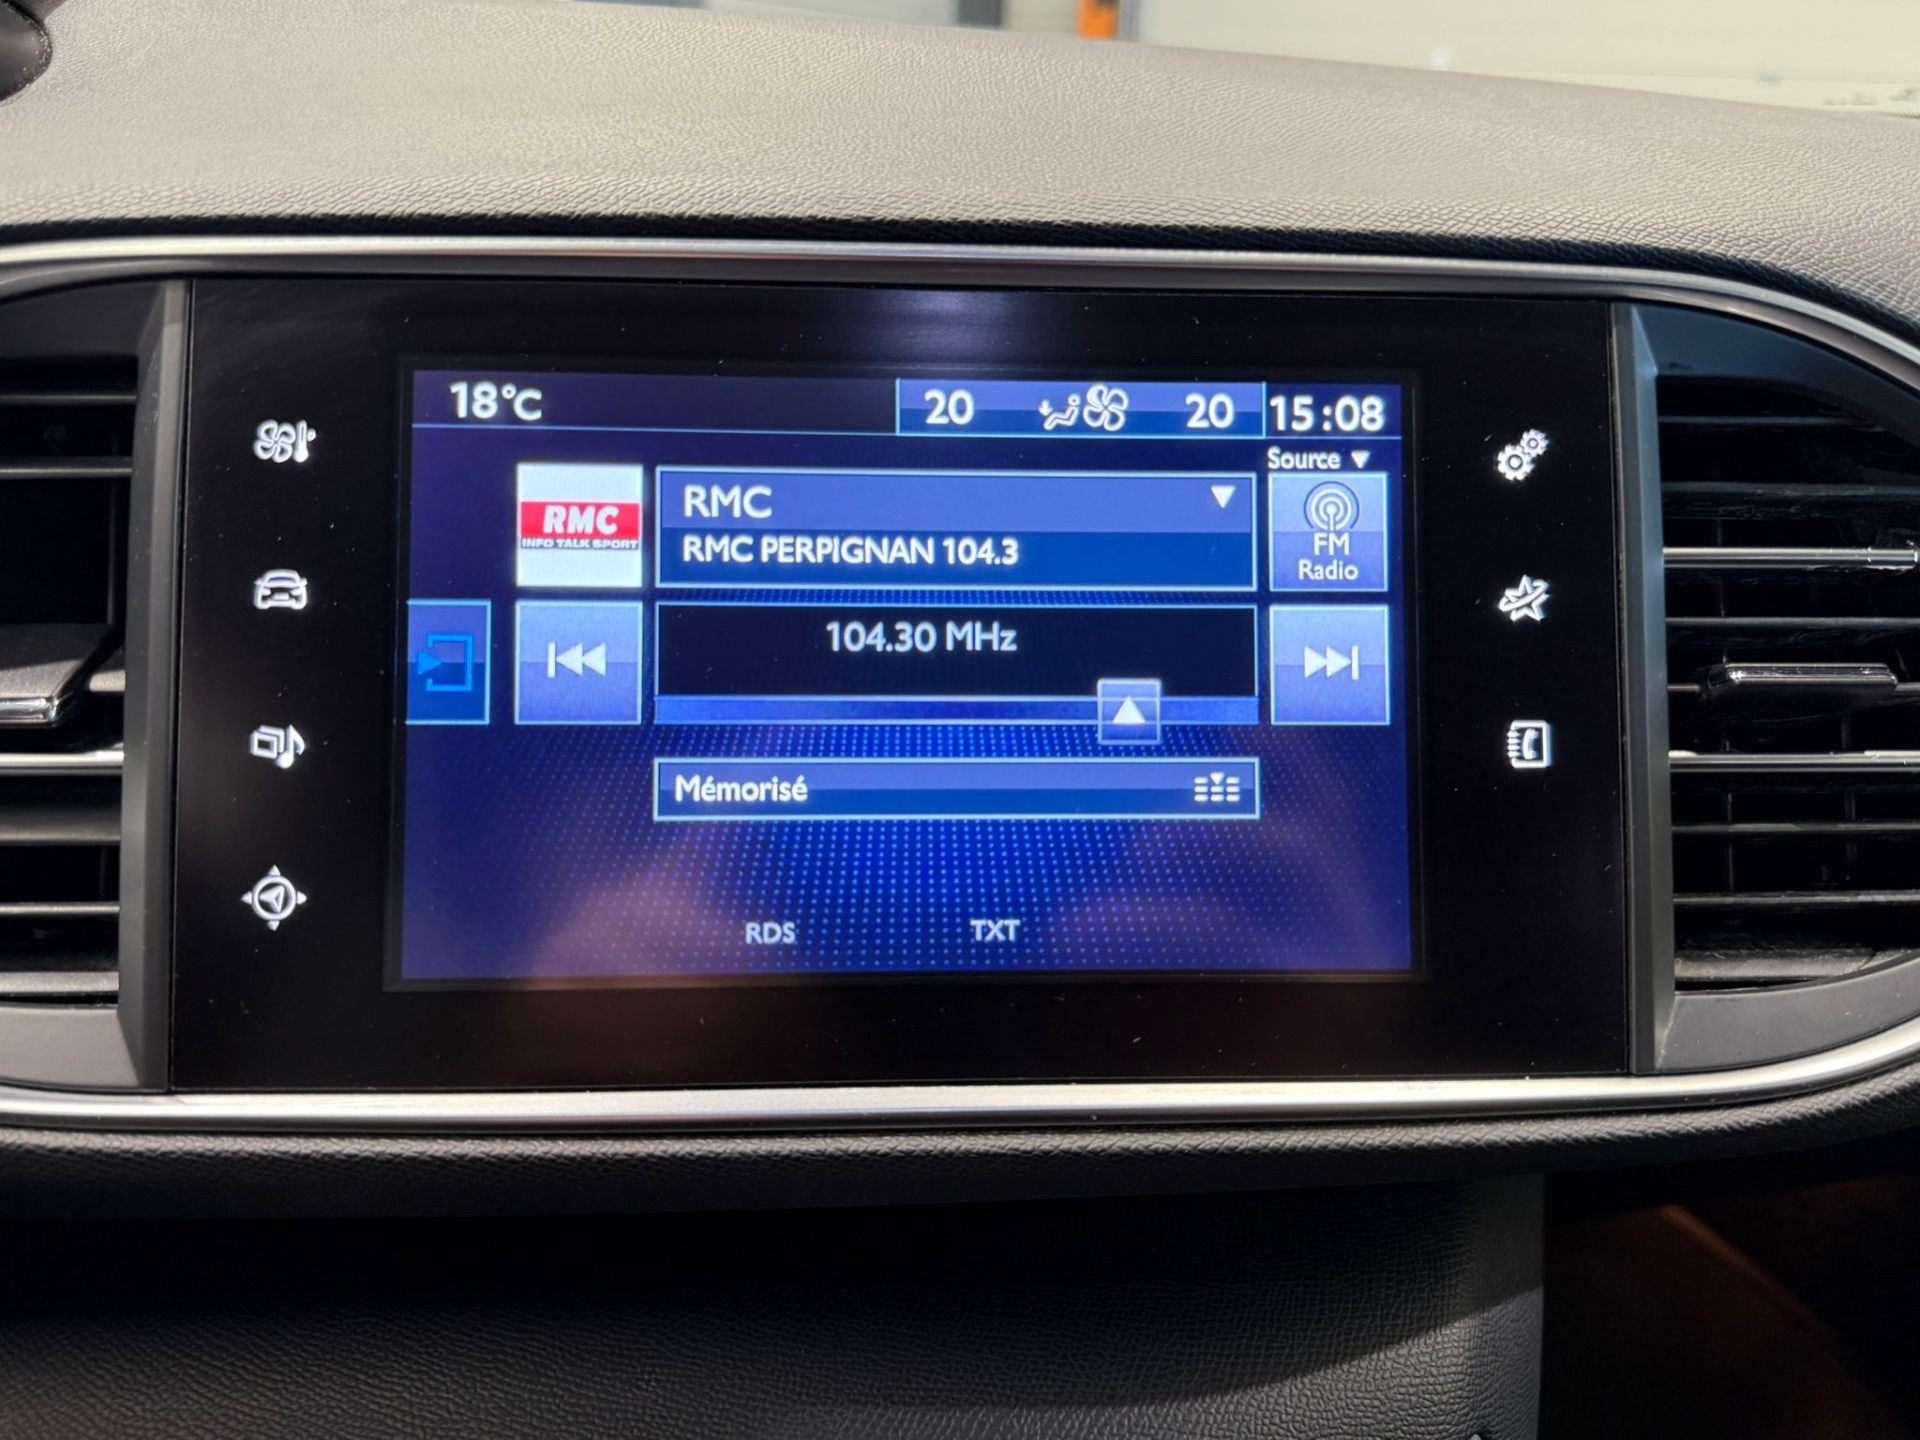 18°C
20 20 15:08
Source
RMC
INFO TALK SPORT
RMC
RMC PERPIGNAN 104.3
FM
Radio
104.30 MHz
Mémorisé
RDS TXT